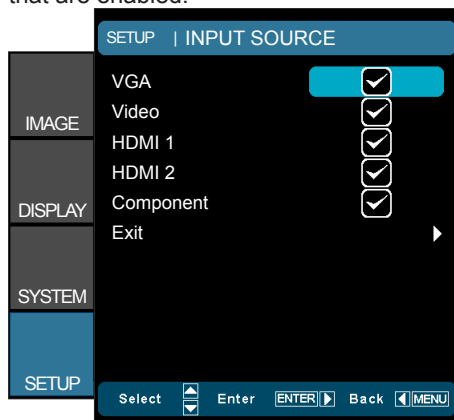 that are enabled.
SETUP | INPUT SOURCE
VGA
Video
IMAGE
HDMI 1
HDMI 2
DISPLAY
Component
Exit
SYSTEM
SETUP
Select Enter ENTER Back MENU